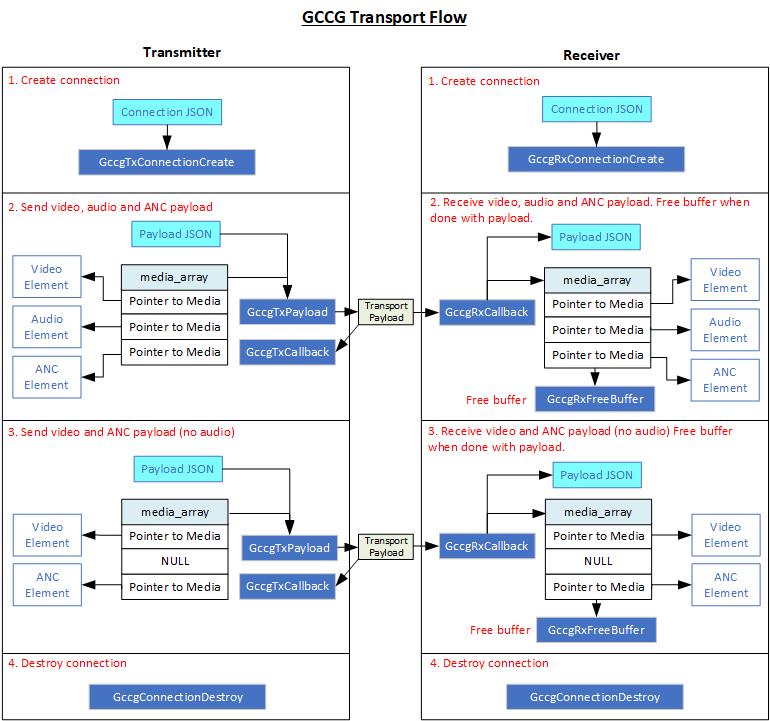 GCCG Transport Flow
Transmitter
1. Create connection
Connection JSON
GccgTxConnectionCreate
2. Send video, audio and ANC payload
Payload JSON
Video
Element
Audio
Element
ANC
Element
media_array
Pointer to Media
Pointer to Media
Pointer to Media
GccgTxPayload
GccgTxCallback
Transport
Payload
3. Send video and ANC payload (no audio)
Payload JSON
Video
Element
ANC
Element
media_array
Pointer to Media
NULL
Pointer to Media
GccgTxPayload
GccgTxCallback
Transport
Payload
4. Destroy connection
GccgConnectionDestroy
Receiver
1. Create connection
Connection JSON
GccgRxConnectionCreate
2. Receive video, audio and ANC payload. Free buffer when
done with payload.
Payload JSON
GccgRxCallback
media_array
Pointer to Media
Pointer to Media
Pointer to Media
Video
Element
Audio
Element
ANC
Element
Free buffer
GccgRxFreeBuffer
3. Receive video and ANC payload (no audio) Free buffer
when done with payload.
Payload JSON
GccgRxCallback
media_array
Pointer to Media
NULL
Pointer to Media
Video
Element
ANC
Element
Free buffer
GccgRxFreeBuffer
4. Destroy connection
GccgConnectionDestroy